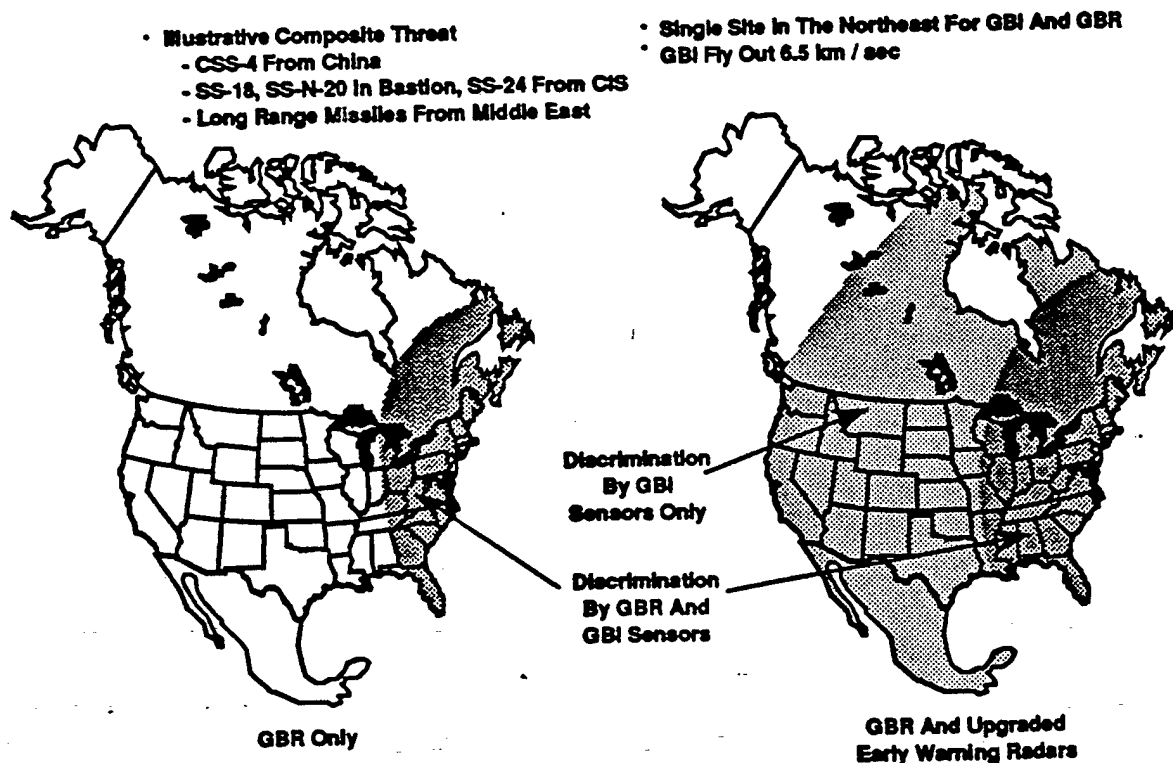 · Illustrative Composite Threat
- CSS-4 From China
- SS-18, SS-N-20 In Bastion, SS-24 From CIS
- Long Range Missiles From Middle East
· Single Site In The Northeast For GBI And GBR
· GBI Fly Out 6.5 km / sec
Discrimination
By GBI
Sensors Only
Discrimination
By GBR And
GBI Sensors
GBR Only
GBR And Upgraded
Early Warning Radars